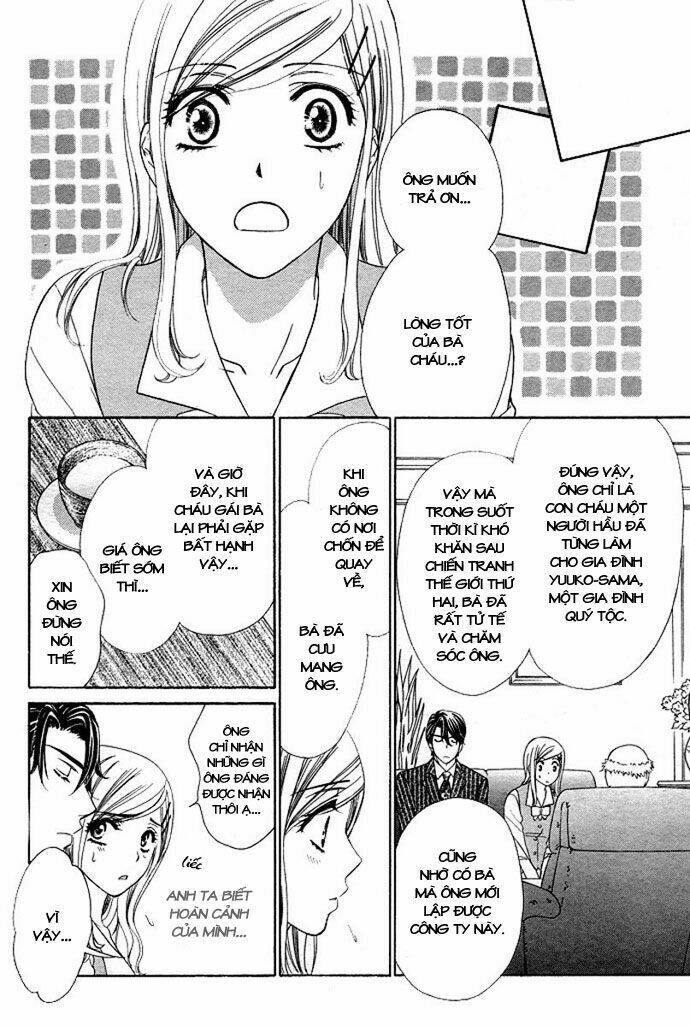 ÔNG MUỐN
TRẢ ƠN...
LÒNG TỐT
CỦA BÀ
CHÁU...?
ĐÚNG VẬY,
ÔNG CHỈ LÀ
CON CHÁU MỘT
NGƯỜI HẦU ĐÃ
TỪNG LÀM
CHO GIA ĐÌNH
YUUKO-SAMA,
MỘT GIA ĐÌNH
QUÝ TỘC.
VẬY MÀ
TRONG SUỐT
THỜI KÌ KHÓ
KHĂN SAU
CHIẾN TRANH
THẾ GIỚI THỨ
HAI, BÀ ĐÃ
RẤT TỬ TẾ
VÀ CHĂM
SÓC ÔNG.
CŨNG
NHỜ CÓ BÀ
MÀ ÔNG MỚI
LẬP ĐƯỢC
CÔNG TY NÀY.
KHI
ÔNG
KHÔNG
CÓ NƠI
CHỐN ĐỂ
QUAY
VỀ,
BÀ ĐÃ
CƯU
MANG
ÔNG.
VÀ GIỜ
ĐÂY, KHI
CHÁU GÁI BÀ
LẠI PHẢI GẶP
BẤT HẠNH
VẬY...
GIÁ ÔNG
BIẾT SỚM
THÌ...
XIN
ÔNG
ĐỪNG
NÓI
THẾ.
ÔNG
CHỈ NHẬN
NHỮNG GÌ
ÔNG ĐÁNG
ĐƯỢC NHẬN
THÔI Ạ...
liếc
ANH TA BIẾT
HOÀN CẢNH
CỦA MÌNH...
VÌ
VẬY...